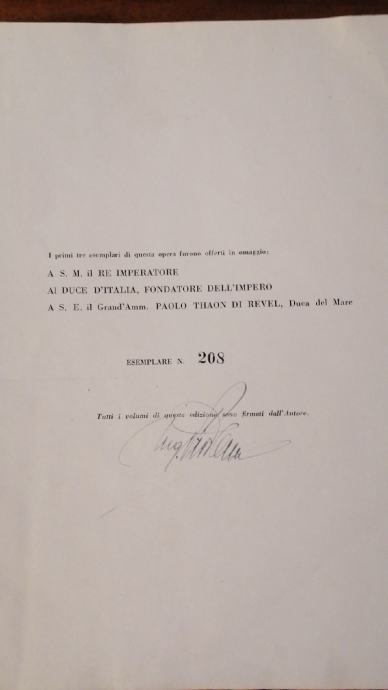 I primi tre esemplari di questa opera furono offerti in omaggio:
A S. M. il RE IMPERATORE
Al DUCE D'ITALIA, FONDATORE DELL'IMPERO
A S. E. il Grand'Amm. PAOLO THAON DI REVEL, Duca del Mare
ESEMPLARE N. 208
Tutti i volumi di questa edizione sono firmati dall'Autore.